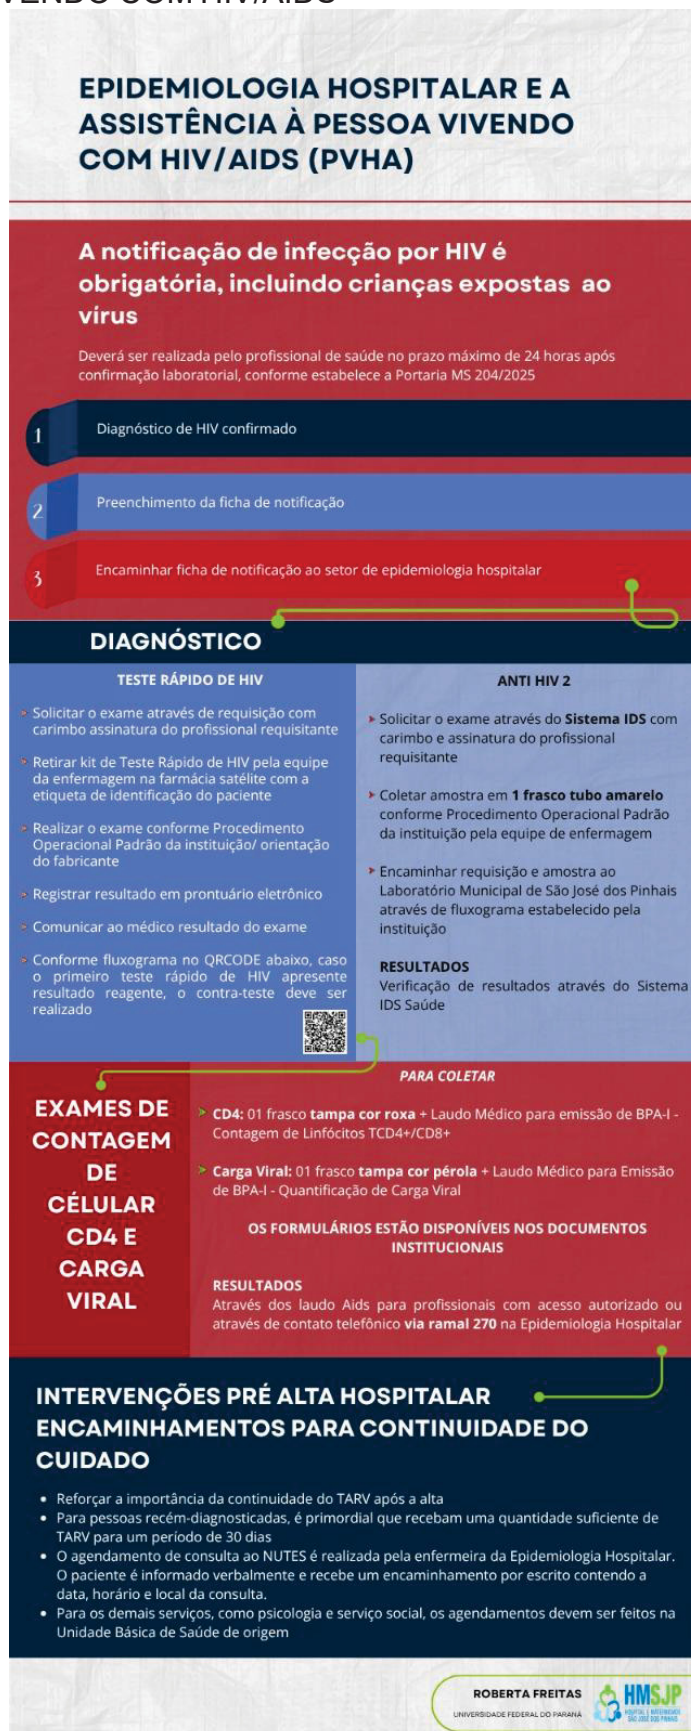 VENDO COM HIV/AIDS
EPIDEMIOLOGIA HOSPITALAR E A
ASSISTÊNCIA À PESSOA VIVENDO
COM HIV/AIDS (PVHA)
A notificação de infecção por HIV é
obrigatória, incluindo crianças expostas ao
vírus
Deverá ser realizada pelo profissional de saúde no prazo máximo de 24 horas após
confirmação laboratorial, conforme estabelece a Portaria MS 204/2025
1
Diagnóstico de HIV confirmado
2
Preenchimento da ficha de notificação
3
Encaminhar ficha de notificação ao setor de epidemiologia hospitalar
DIAGNÓSTICO
TESTE RÁPIDO DE HIV
Solicitar o exame através de requisição com
carimbo assinatura do profissional requisitante
Retirar kit de Teste Rápido de HIV pela equipe
da enfermagem na farmácia satélite com a
etiqueta de identificação do paciente
Realizar o exame conforme Procedimento
Operacional Padrão da instituição/ orientação
do fabricante
Registrar resultado em prontuário eletrônico
Comunicar ao médico resultado do exame
Conforme fluxograma no QRCODE abaixo, caso
o primeiro teste rápido de HIV apresente
resultado reagente, o contra-teste deve ser
realizado
ANTI HIV 2
Solicitar o exame através do Sistema IDS com
carimbo e assinatura do profissional
requisitante
Coletar amostra em 1 frasco tubo amarelo
conforme Procedimento Operacional Padrão
da instituição pela equipe de enfermagem
Encaminhar requisição e amostra ao
Laboratório Municipal de São José dos Pinhais
através de fluxograma estabelecido pela
instituição
RESULTADOS
Verificação de resultados através do Sistema
IDS Saúde
EXAMES DE
CONTAGEM
DE
CÉLULAR
CD4 E
CARGA
VIRAL
PARA COLETAR
CD4: 01 frasco tampa cor roxa + Laudo Médico para emissão de BPA-I -
Contagem de Linfócitos TCD4+/CD8+
Carga Viral: 01 frasco tampa cor pérola + Laudo Médico para Emissão
de BPA-I - Quantificação de Carga Viral
OS FORMULÁRIOS ESTÃO DISPONÍVEIS NOS DOCUMENTOS
INSTITUCIONAIS
RESULTADOS
Através dos laudo Aids para profissionais com acesso autorizado ou
através de contato telefônico via ramal 270 na Epidemiologia Hospitalar
INTERVENÇÕES PRÉ ALTA HOSPITALAR
ENCAMINHAMENTOS PARA CONTINUIDADE DO
CUIDADO
Reforçar a importância da continuidade do TARV após a alta
Para pessoas recém-diagnosticadas, é primordial que recebam uma quantidade suficiente de
TARV para um período de 30 dias
O agendamento de consulta ao NUTES é realizada pela enfermeira da Epidemiologia Hospitalar.
O paciente é informado verbalmente e recebe um encaminhamento por escrito contendo a
data, horário e local da consulta.
Para os demais serviços, como psicologia e serviço social, os agendamentos devem ser feitos na
Unidade Básica de Saúde de origem
ROBERTA FREITAS
UNIVERSIDADE FEDERAL DO PARANÁ
HMSJP
HOSPITAL E MATERNIDADE
SÃO JOSÉ DOS PINHAIS